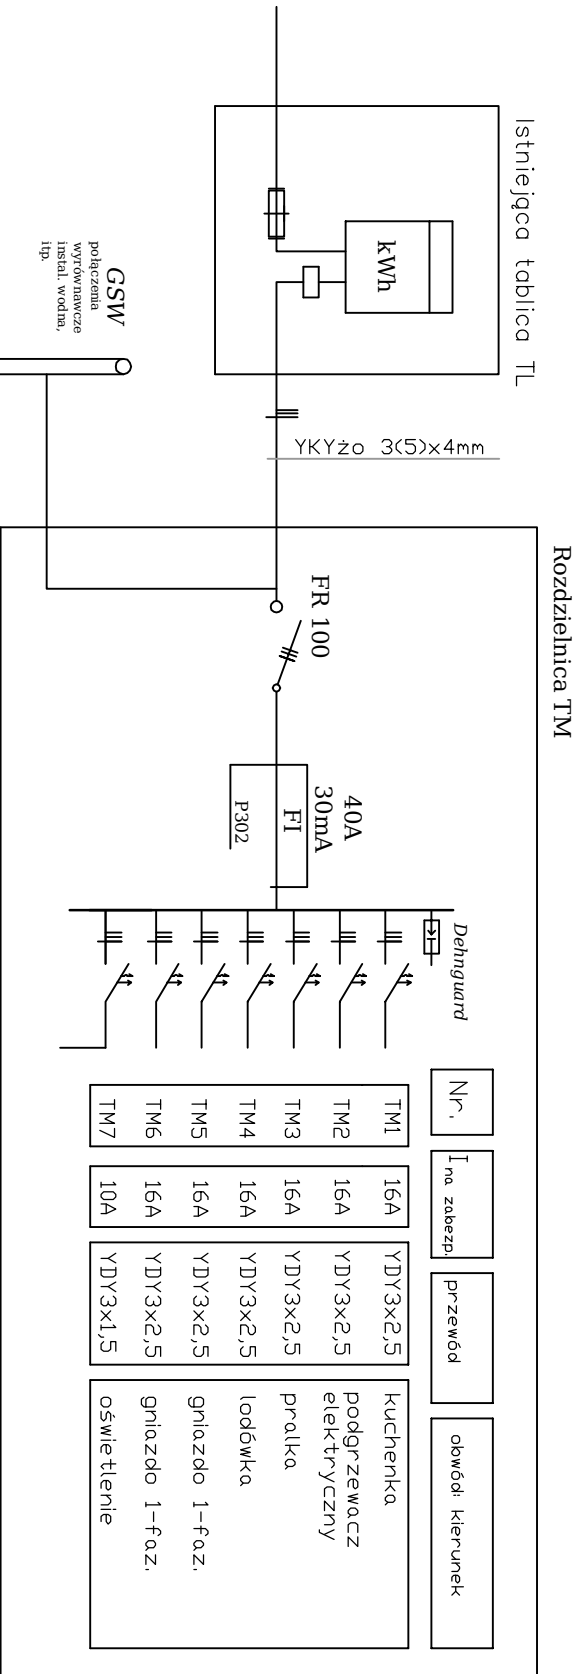 Rozdzielnica TM
Istniejąca tablica TL
kWh
GSW
połączenia
wyrównawcze
instal. wodna,
itp.
YKYżo 3(5)x4mm
FR 100
40A
30mA
FI
P302
Dehnguard
Nr.
I na zabezp.
przewód
obwód: kierunek
TM1 16A YDY3x2,5 kuchenka
TM2 16A YDY3x2,5 podgrzewacz
elektryczny
TM3 16A YDY3x2,5 pralka
TM4 16A YDY3x2,5 lodówka
TM5 16A YDY3x2,5 gniazdo 1-faz.
TM6 16A YDY3x2,5 gniazdo 1-faz.
TM7 10A YDY3x1,5 oświetlenie